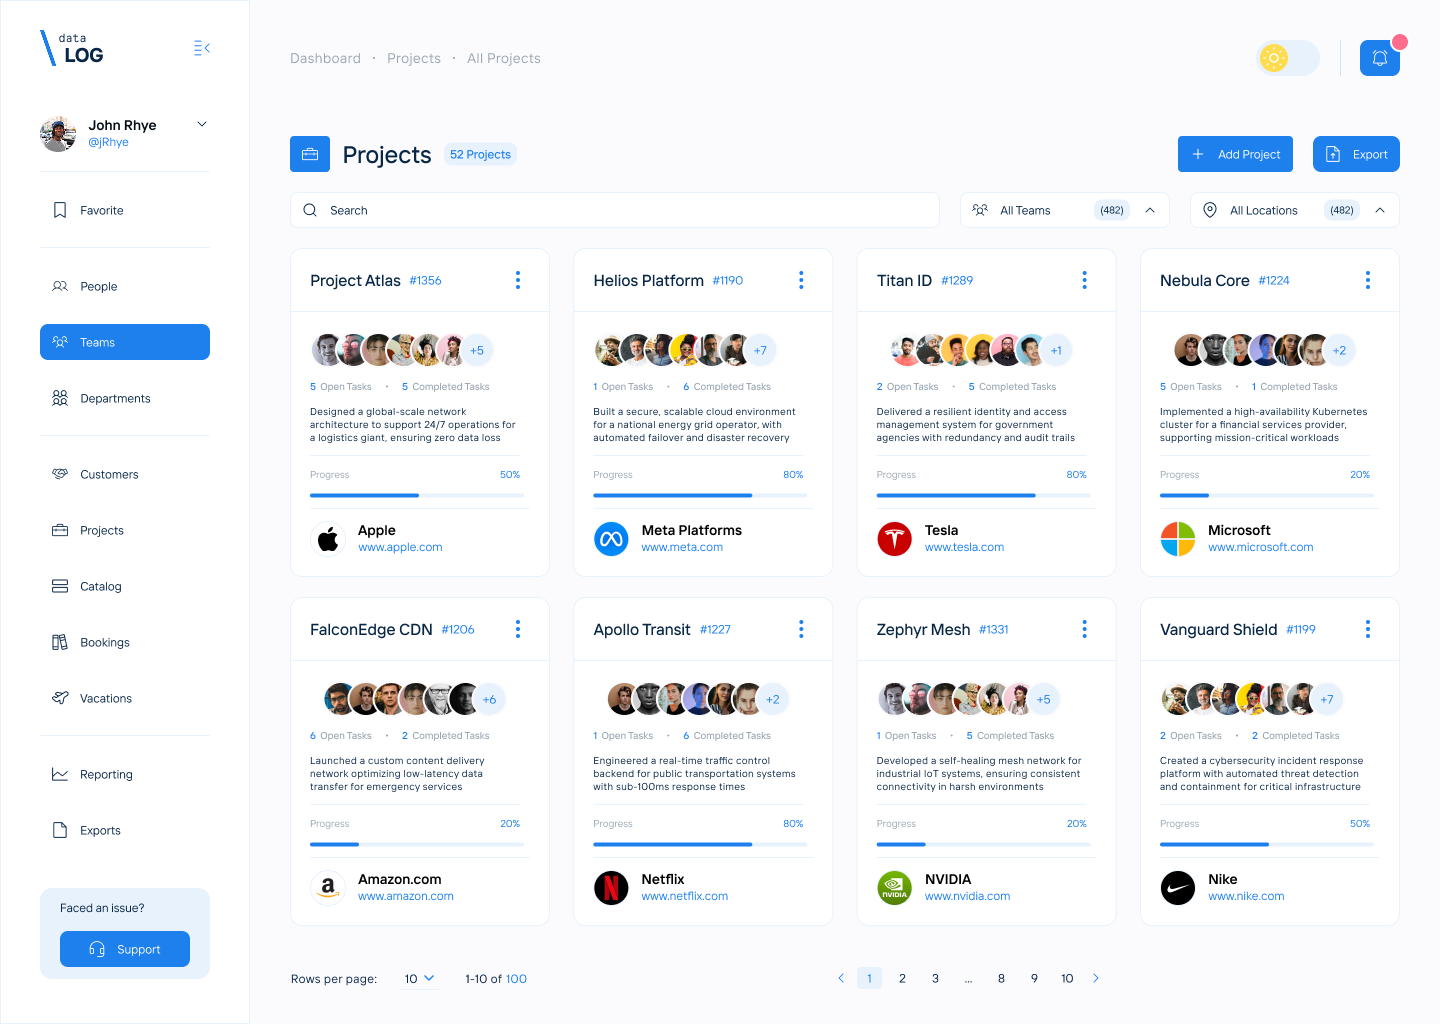 data
LOG
John Rhye
@jRhye
Favorite
People
Teams
Departments
Customers
Projects
Catalog
Bookings
Vacations
Reporting
Exports
Faced an issue?
Support
Dashboard • Projects • All Projects
Projects 52 Projects
Add Project
Export
Search
All Teams (482)
All Locations (482)
Project Atlas #1356
+5
5 Open Tasks • 5 Completed Tasks
Designed a global-scale network
architecture to support 24/7 operations for
a logistics giant, ensuring zero data loss
Progress 50%
Apple
www.apple.com
Helios Platform #1190
+7
1 Open Tasks • 6 Completed Tasks
Built a secure, scalable cloud environment
for a national energy grid operator, with
automated failover and disaster recovery
Progress 80%
Meta Platforms
www.meta.com
Titan ID #1289
+1
2 Open Tasks • 5 Completed Tasks
Delivered a resilient identity and access
management system for government
agencies with redundancy and audit trails
Progress 80%
Tesla
www.tesla.com
Nebula Core #1224
+2
5 Open Tasks • 1 Completed Tasks
Implemented a high-availability Kubernetes
cluster for a financial services provider,
supporting mission-critical workloads
Progress 20%
Microsoft
www.microsoft.com
FalconEdge CDN #1206
+6
6 Open Tasks • 2 Completed Tasks
Launched a custom content delivery
network optimizing low-latency data
transfer for emergency services
Progress 20%
a
Amazon.com
www.amazon.com
Apollo Transit #1227
+2
1 Open Tasks • 6 Completed Tasks
Engineered a real-time traffic control
backend for public transportation systems
with sub-100ms response times
Progress 80%
N
Netflix
www.netflix.com
Zephyr Mesh #1331
+5
1 Open Tasks • 5 Completed Tasks
Developed a self-healing mesh network for
industrial IoT systems, ensuring consistent
connectivity in harsh environments
Progress 20%
NVIDIA
NVIDIA
www.nvidia.com
Vanguard Shield #1199
+7
2 Open Tasks • 2 Completed Tasks
Created a cybersecurity incident response
platform with automated threat detection
and containment for critical infrastructure
Progress 50%
Nike
www.nike.com
Rows per page: 10 1-10 of 100
1 2 3 ... 8 9 10